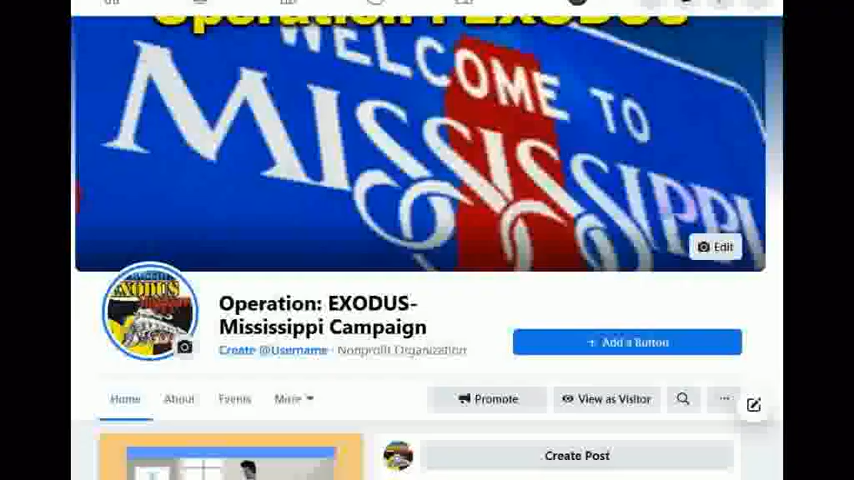 Operation: EXODUS
WELCOME TO
MISSISSIPPI
Edit
EXODUS
Operation: EXODUS-
Mississippi Campaign
Create @Username · Nonprofit Organization
+ Add a Button
Home About Events More
Promote View as Visitor ...
Create Post